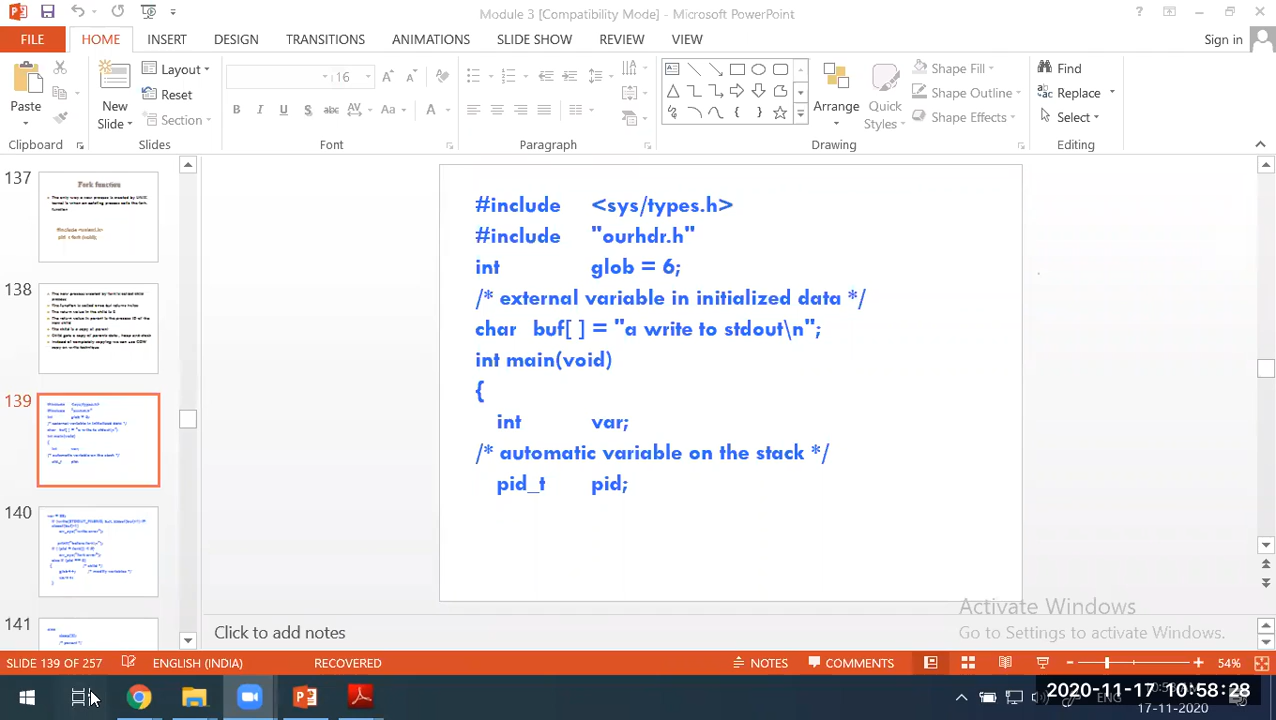 Module 3 [Compatibility Mode] - Microsoft PowerPoint
?
FILE
HOME
INSERT
DESIGN
TRANSITIONS
ANIMATIONS
SLIDE SHOW
REVIEW
VIEW
Sign in
Paste
New
Slide
Layout
Reset
Section
16
B I U S abc AV Aa A
Arrange
Quick
Styles
Shape Fill
Shape Outline
Shape Effects
Find
Replace
Select
Clipboard
Slides
Font
Paragraph
Drawing
Editing
137
Fork function
138
139
140
141
#include <sys/types.h>
#include "ourhdr.h"
int glob = 6;
/* external variable in initialized data */
char buf[ ] = "a write to stdout\n";
int main(void)
{
int var;
/* automatic variable on the stack */
pid_t pid;
Activate Windows
Go to Settings to activate Windows.
Click to add notes
SLIDE 139 OF 257
ENGLISH (INDIA)
RECOVERED
NOTES
COMMENTS
54%
2020-11-17 10:58:28
ENG
17-11-2020